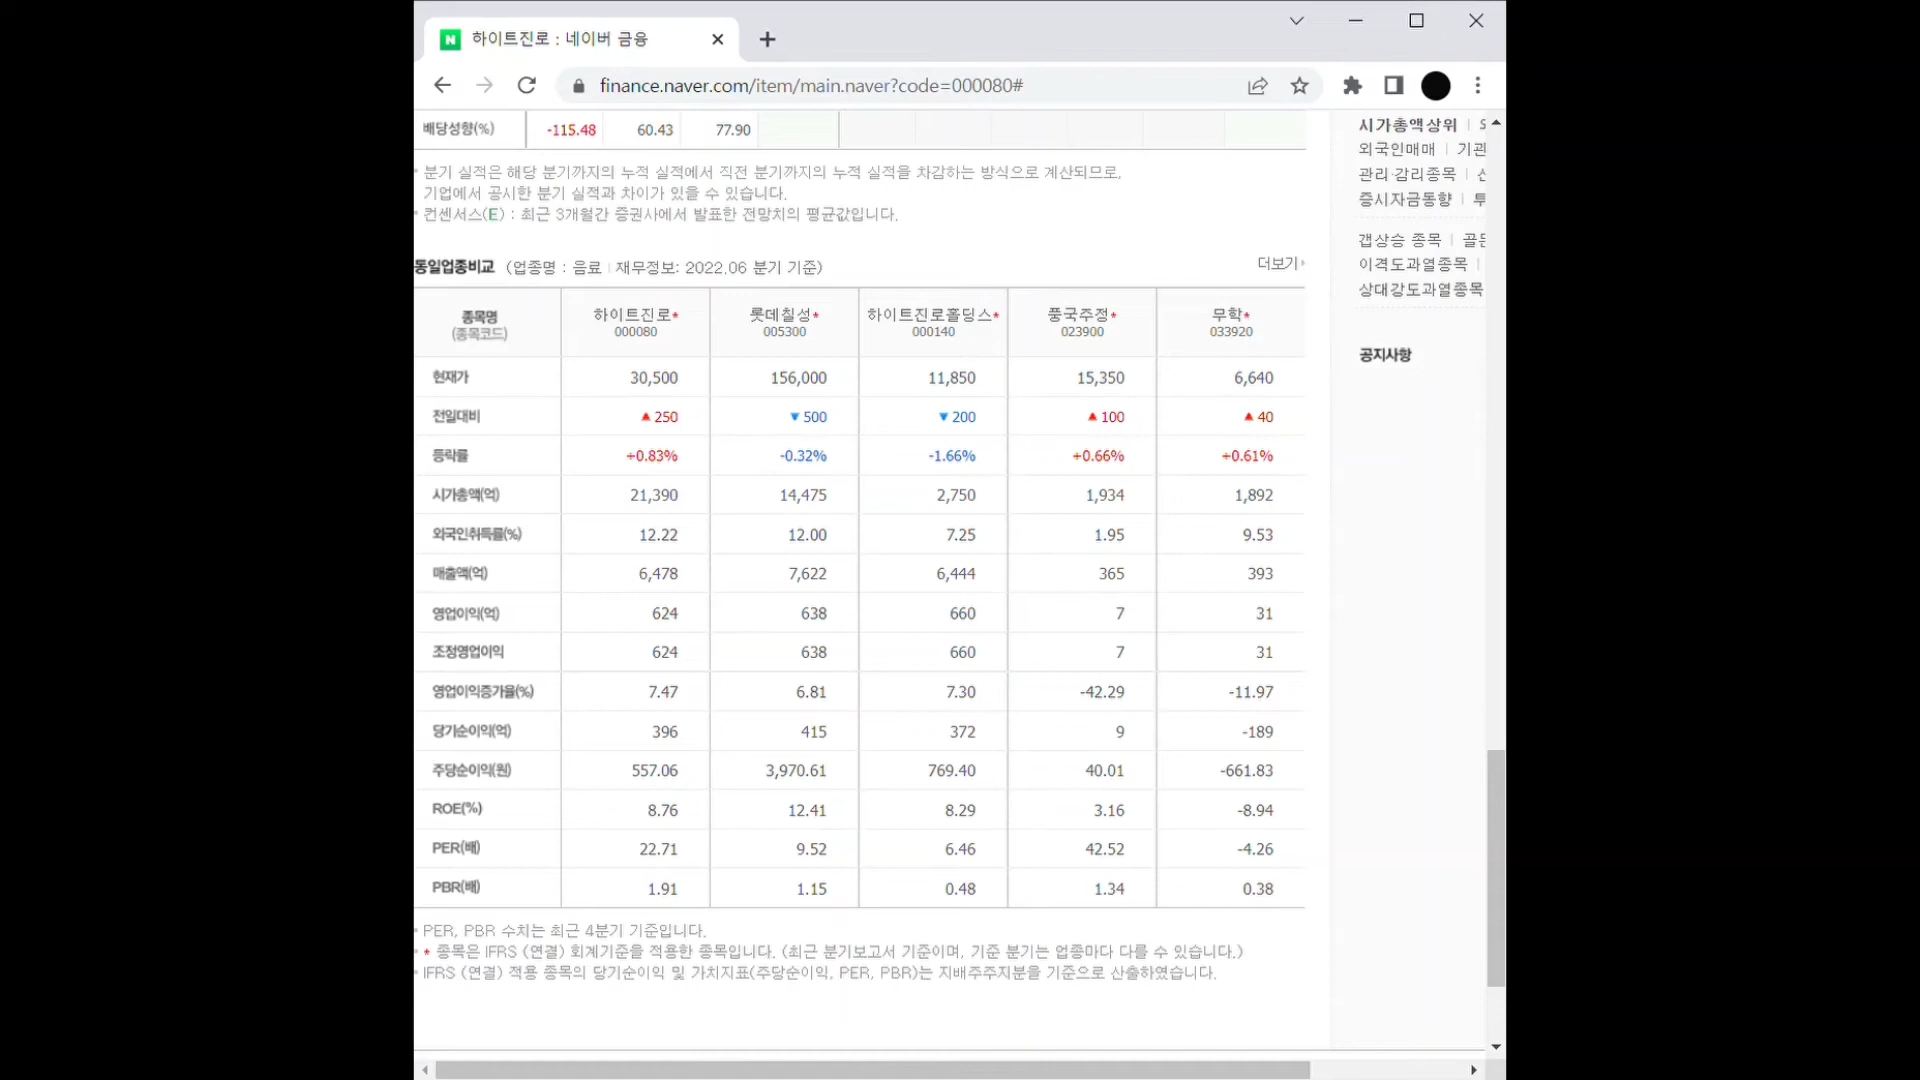 하이트진로 : 네이버 금융
finance.naver.com/item/main.naver?code=000080#
배당성향(%) -115.48 60.43 77.90
시가총액상위
외국인매매 기관
관리·감리종목
증시자금동향 투
갭상승 종목
이격도과열종목
상대강도과열종목
공지사항
분기 실적은 해당 분기까지의 누적 실적에서 직전 분기까지의 누적 실적을 차감하는 방식으로 계산되므로,
기업에서 공시한 분기 실적과 차이가 있을 수 있습니다.
컨센서스(E) : 최근 3개월간 증권사에서 발표한 전망치의 평균값입니다.
동일업종비교 (업종명 : 음료 | 재무정보: 2022.06 분기 기준) 더보기
종목명 하이트진로* 롯데칠성* 하이트진로홀딩스* 풍국주정* 무학*
(종목코드) 000080 005300 000140 023900 033920
현재가 30,500 156,000 11,850 15,350 6,640
전일대비 ▲250 ▼500 ▼200 ▲100 ▲40
등락률 +0.83% -0.32% -1.66% +0.66% +0.61%
시가총액(억) 21,390 14,475 2,750 1,934 1,892
외국인취득률(%) 12.22 12.00 7.25 1.95 9.53
매출액(억) 6,478 7,622 6,444 365 393
영업이익(억) 624 638 660 7 31
조정영업이익 624 638 660 7 31
영업이익증가율(%) 7.47 6.81 7.30 -42.29 -11.97
당기순이익(억) 396 415 372 9 -189
주당순이익(원) 557.06 3,970.61 769.40 40.01 -661.83
ROE(%) 8.76 12.41 8.29 3.16 -8.94
PER(배) 22.71 9.52 6.46 42.52 -4.26
PBR(배) 1.91 1.15 0.48 1.34 0.38
PER, PBR 수치는 최근 4분기 기준입니다.
* 종목은 IFRS (연결) 회계기준을 적용한 종목입니다. (최근 분기보고서 기준이며, 기준 분기는 업종마다 다를 수 있습니다.)
IFRS (연결) 적용 종목의 당기순이익 및 가치지표(주당순이익, PER, PBR)는 지배주주지분을 기준으로 산출하였습니다.